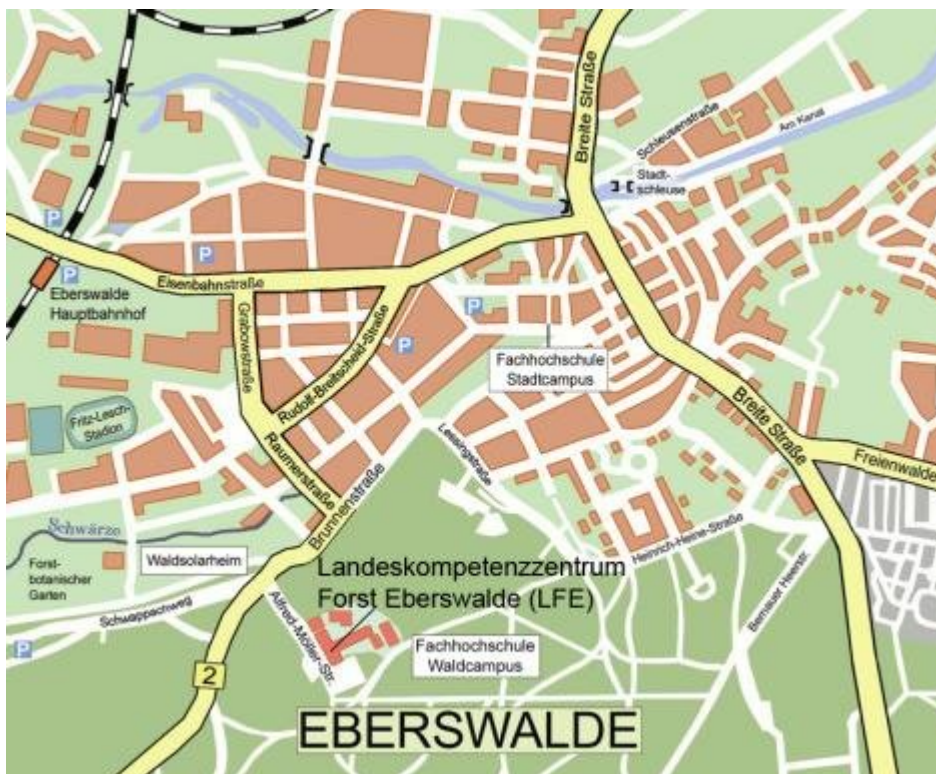 Breite Straße
Schleusenstraße
Am Kanal
Stadt-
schleuse
P
P
P
Eisenbahnstraße
Eberswalde
Hauptbahnhof
P
Grabowstraße
Rudolf-Breitscheid-Straße
P
Fachhochschule
Stadtcampus
Breite Straße
Fritz-Lesch-
Stadion
Raumerstraße
Lessingstraße
Freienwalde
Brunnenstraße
Schwärze
Waldsolarheim
Heinrich-Heine-Straße
Forst-
botanischer
Garten
Landeskompetenzzentrum
Forst Eberswalde (LFE)
Bernauer Heerstr.
Schwappachweg
Alfred-Möller-Str.
Fachhochschule
Waldcampus
P
2
EBERSWALDE